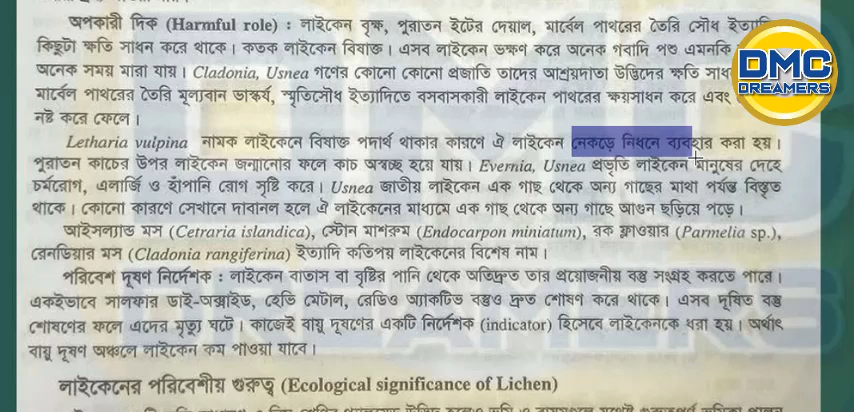 অপকারী দিক (Harmful role) : লাইকেন বৃক্ষ, পুরাতন ইটের দেয়াল, মার্বেল পাথরের তৈরি সৌধ
কিছুটা ক্ষতি সাধন করে থাকে। কতক লাইকেন বিষাক্ত। এসব লাইকেন ভক্ষণ করে অনেক গবাদি পশু এমনকি
অনেক সময় মারা যায়। Cladonia, Usnea গণের কোনো কোনো প্রজাতি তাদের আশ্রয়দাতা উদ্ভিদের ক্ষতি
মার্বেল পাথরের তৈরি মূল্যবান ভাস্কর্য, স্মৃতিসৌধ ইত্যাদিতে বসবাসকারী লাইকেন পাথরের ক্ষয়সাধন করে এবং
নষ্ট করে ফেলে।
DMC
DREAMERS
Letharia vulpina নামক লাইকেনে বিষাক্ত পদার্থ থাকার কারণে ঐ লাইকেন নেকড়ে নিধনে ব্যবহার করা হয়।
পুরাতন কাচের উপর লাইকেন জন্মানোর ফলে কাচ অস্বচ্ছ হয়ে যায়। Evernia, Usnea প্রভৃতি লাইকেন মানুষের দেহে
চর্মরোগ, এলার্জি ও হাঁপানি রোগ সৃষ্টি করে। Usnea জাতীয় লাইকেন এক গাছ থেকে অন্য গাছের মাথা পর্যন্ত বিস্তৃত
থাকে। কোনো কারণে সেখানে দাবানল হলে ঐ লাইকেনের মাধ্যমে এক গাছ থেকে অন্য গাছে আগুন ছড়িয়ে পড়ে।
আইসল্যান্ড মস (Cetraria islandica), স্টোন মাশরুম (Endocarpon miniatum), রক ফ্লাওয়ার (Parmelia sp.),
রেনডিয়ার মস (Cladonia rangiferina) ইত্যাদি কতিপয় লাইকেনের বিশেষ নাম।
পরিবেশ দূষণ নির্দেশক : লাইকেন বাতাস বা বৃষ্টির পানি থেকে অতিদ্রুত তার প্রয়োজনীয় বস্তু সংগ্রহ করতে পারে।
একইভাবে সালফার ডাই-অক্সাইড, হেভি মেটাল, রেডিও অ্যাকটিভ বস্তুও দ্রুত শোষণ করে থাকে। এসব দূষিত বস্তু
শোষণের ফলে এদের মৃত্যু ঘটে। কাজেই বায়ু দূষণের একটি নির্দেশক (indicator) হিসেবে লাইকেনকে ধরা হয়। অর্থাৎ
বায়ু দূষণ অঞ্চলে লাইকেন কম পাওয়া যাবে।
লাইকেনের পরিবেশীয় গুরুত্ব (Ecological significance of Lichen)